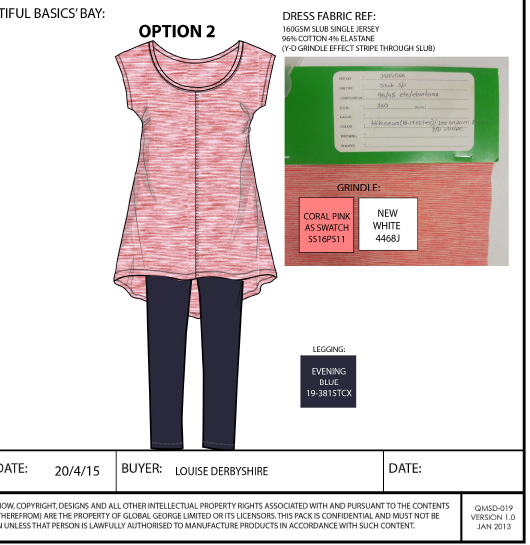 TIFUL BASICS' BAY:
OPTION 2
DRESS FABRIC REF:
160GSM SLUB SINGLE JERSEY
96% COTTON 4% ELASTANE
(Y-D GRINDLE EFFECT STRIPE THROUGH SLUB)
Slub S/J
GRINDLE:
CORAL PINK
AS SWATCH
SS16PS11
NEW
WHITE
4468J
LEGGING:
EVENING
BLUE
19-3815TCX
DATE: 20/4/15 BUYER: LOUISE DERBYSHIRE DATE:
OW, COPYRIGHT, DESIGNS AND ALL OTHER INTELLECTUAL PROPERTY RIGHTS ASSOCIATED WITH AND PURSUANT TO THE CONTENTS
THEREFROM) ARE THE PROPERTY OF GLOBAL GEORGE LIMITED OR ITS LICENSORS. THIS PACK IS CONFIDENTIAL AND MUST NOT BE
N UNLESS THAT PERSON IS LAWFULLY AUTHORISED TO MANUFACTURE PRODUCTS IN ACCORDANCE WITH SUCH CONTENT.
QMSD-019
VERSION 1.0
JAN 2013